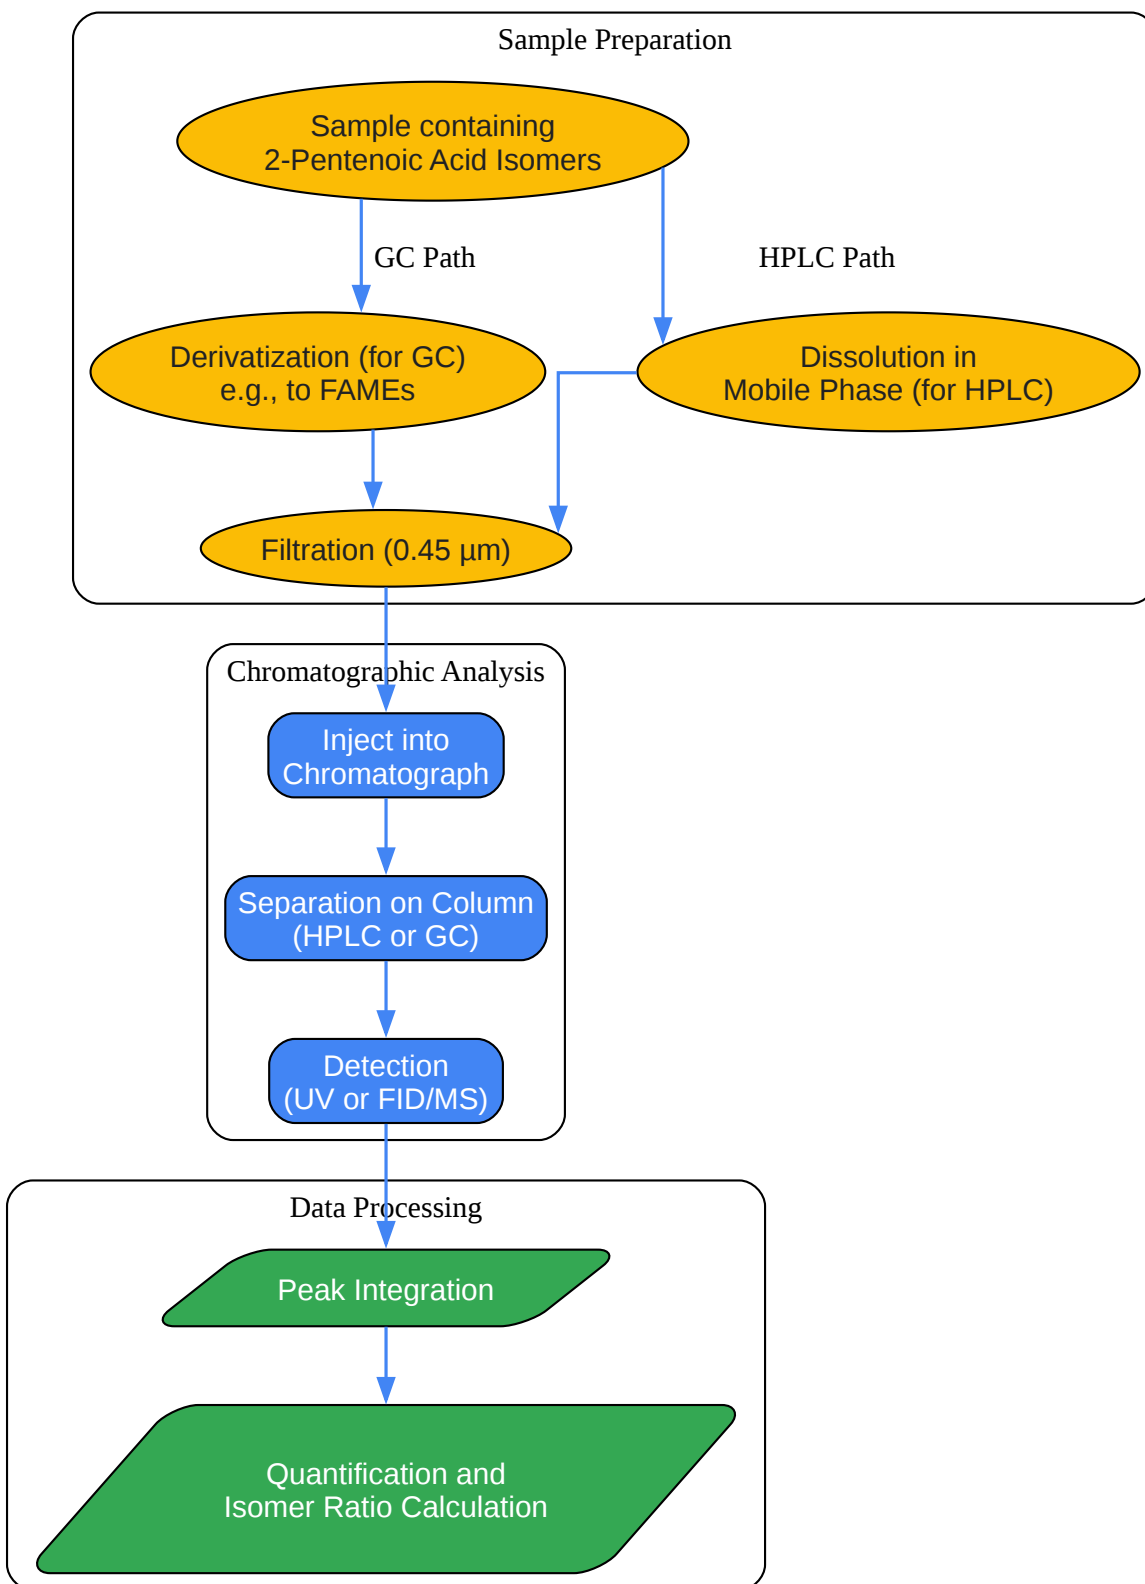 Sample Preparation
Sample containing
2-Pentenoic Acid Isomers
GC Path
HPLC Path
Derivatization (for GC)
e.g., to FAMEs
Dissolution in
Mobile Phase (for HPLC)
Filtration (0.45 µm)
Chromatographic Analysis
Inject into
Chromatograph
Separation on Column
(HPLC or GC)
Detection
(UV or FID/MS)
Data Processing
Peak Integration
Quantification and
Isomer Ratio Calculation